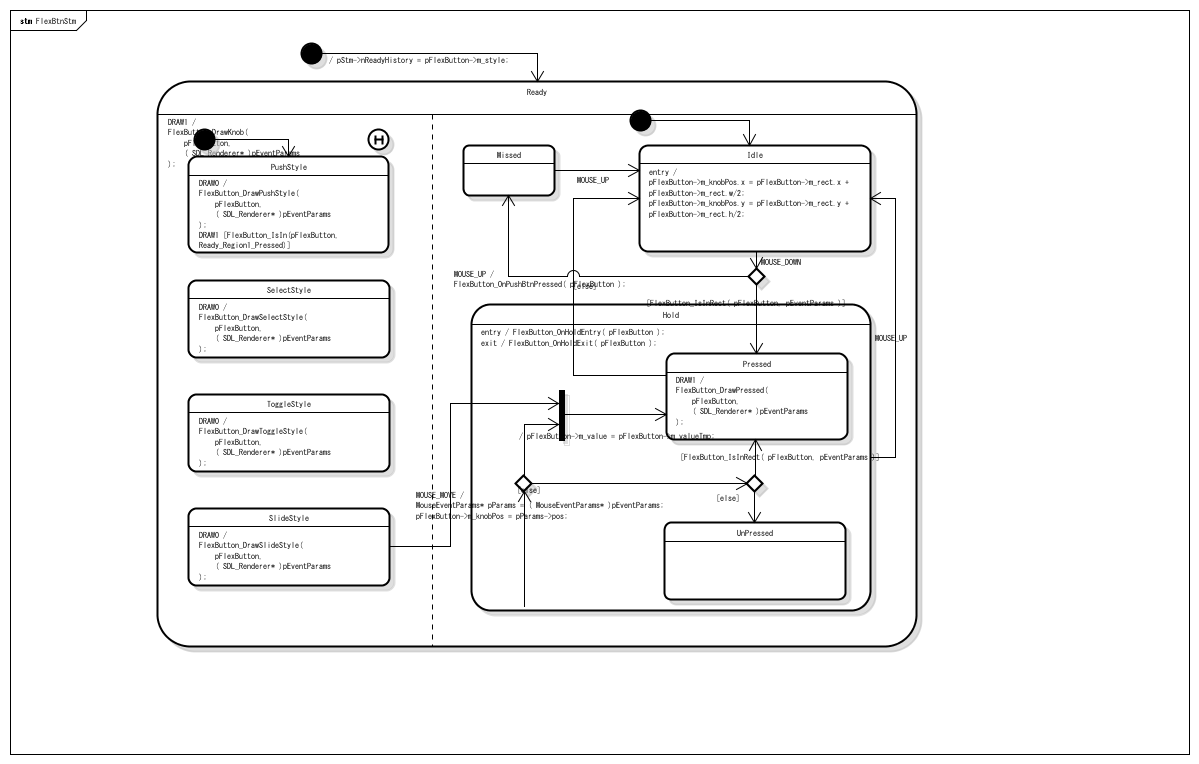 stm FlexBtnStm
/ pStm->nReadyHistory = pFlexButton->m_style;
Ready
DRAW1 /
FlexButton_DrawKnob(
pFlexButton,
( SDL_Renderer* )pEventParams
);
H
PushStyle
DRAW0 /
FlexButton_DrawPushStyle(
pFlexButton,
( SDL_Renderer* )pEventParams
);
DRAW1 [FlexButton_IsIn(pFlexButton,
Ready_Region1_Pressed)]
SelectStyle
DRAW0 /
FlexButton_DrawSelectStyle(
pFlexButton,
( SDL_Renderer* )pEventParams
);
ToggleStyle
DRAW0 /
FlexButton_DrawToggleStyle(
pFlexButton,
( SDL_Renderer* )pEventParams
);
SlideStyle
DRAW0 /
FlexButton_DrawSlideStyle(
pFlexButton,
( SDL_Renderer* )pEventParams
);
Missed
MOUSE_UP
Idle
entry /
pFlexButton->m_knobPos.x = pFlexButton->m_rect.x +
pFlexButton->m_rect.w/2;
pFlexButton->m_knobPos.y = pFlexButton->m_rect.y +
pFlexButton->m_rect.h/2;
MOUSE_DOWN
MOUSE_UP /
FlexButton_OnPushBtnPressed( pFlexButton );
[else]
[FlexButton_IsInRect( pFlexButton, pEventParams )]
Hold
entry / FlexButton_OnHoldEntry( pFlexButton );
exit / FlexButton_OnHoldExit( pFlexButton );
MOUSE_UP
Pressed
DRAW1 /
FlexButton_DrawPressed(
pFlexButton,
( SDL_Renderer* )pEventParams
);
/ pFlexButton->m_value = pFlexButton->m_valueTmp;
[FlexButton_IsInRect( pFlexButton, pEventParams )]
[else]
[else]
MOUSE_MOVE /
MouseEventParams* pParams = ( MouseEventParams* )pEventParams;
pFlexButton->m_knobPos = pParams->pos;
UnPressed